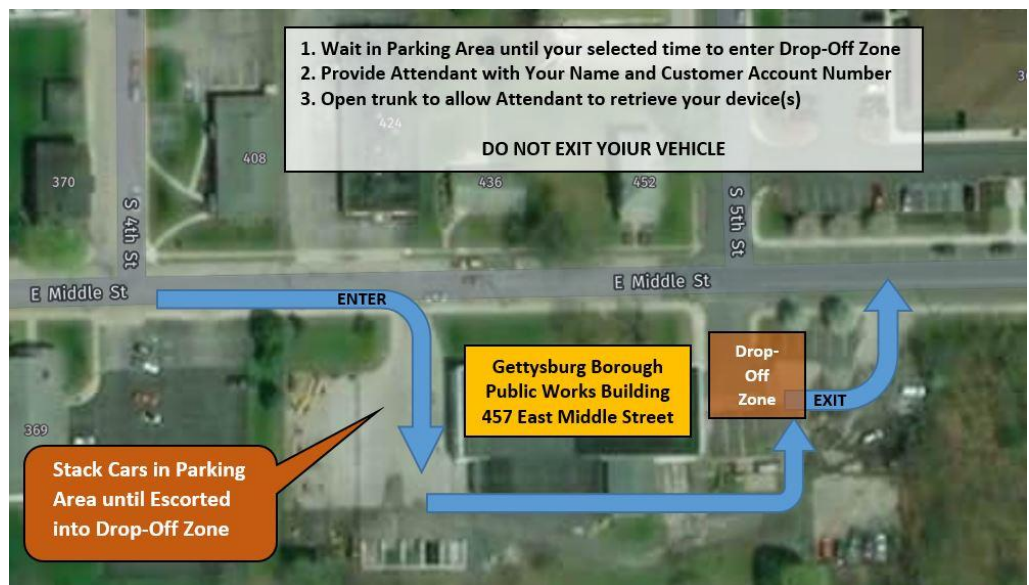 1. Wait in Parking Area until your selected time to enter Drop-Off Zone
2. Provide Attendant with Your Name and Customer Account Number
3. Open trunk to allow Attendant to retrieve your device(s)
DO NOT EXIT YOIUR VEHICLE
424
408
370
436
452
S 4th St
S 5th St
E Middle St
E Middle St
ENTER
Gettysburg Borough
Public Works Building
457 East Middle Street
Drop-
Off
Zone
EXIT
369
Stack Cars in Parking
Area until Escorted
into Drop-Off Zone